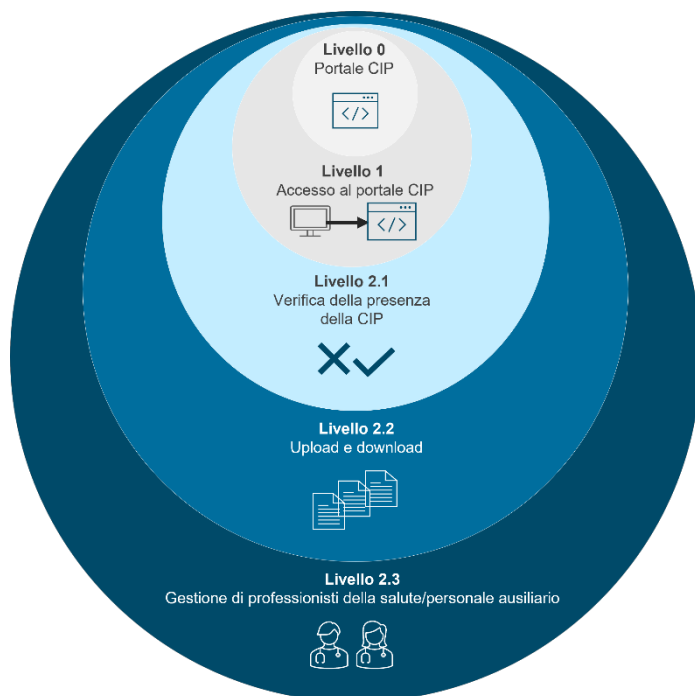 Livello 0
Portale CIP
</>
Livello 1
Accesso al portale CIP
</>
Livello 2.1
Verifica della presenza
della CIP
Livello 2.2
Upload e download
Livello 2.3
Gestione di professionisti della salute/personale ausiliario